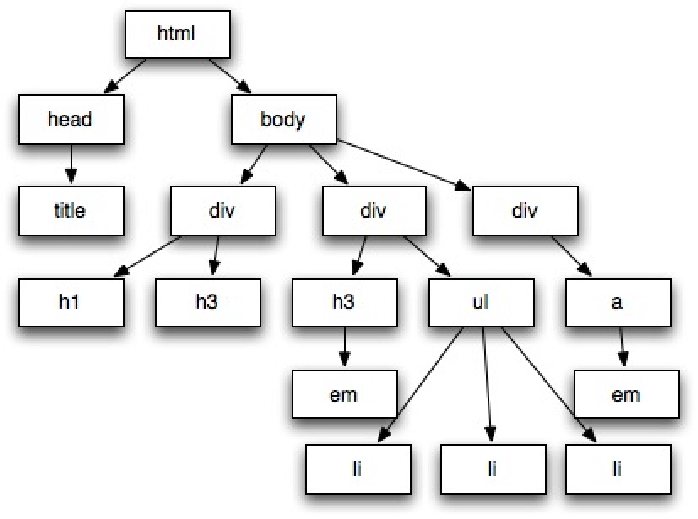 html
head body
title div div div
h1 h3 h3 ul a
em em
li li li